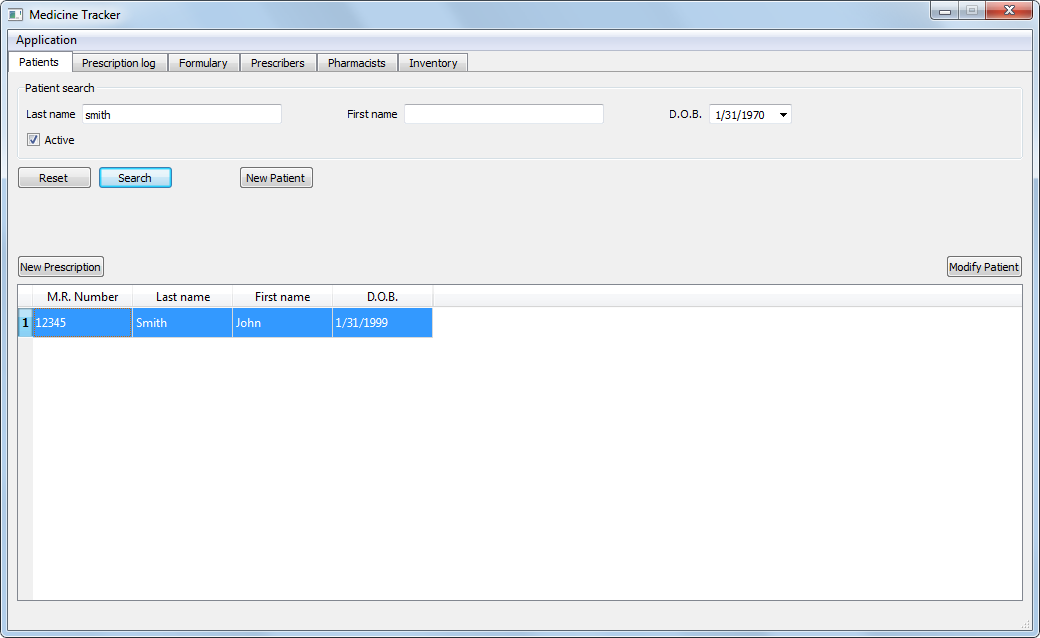 Medicine Tracker
Application
Patients Prescription log Formulary Prescribers Pharmacists Inventory
Patient search
Last name smith First name D.O.B. 1/31/1970
Active
Reset Search New Patient
New Prescription Modify Patient
M.R. Number Last name First name D.O.B.
1 12345 Smith John 1/31/1999